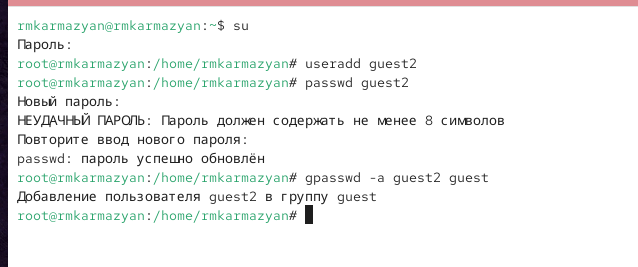 rmkarmazyan@rmkarmazyan:~$ su
Пароль:
root@rmkarmazyan:/home/rmkarmazyan# useradd guest2
root@rmkarmazyan:/home/rmkarmazyan# passwd guest2
Новый пароль:
НЕУДАЧНЫЙ ПАРОЛЬ: Пароль должен содержать не менее 8 символов
Повторите ввод нового пароля:
passwd: пароль успешно обновлён
root@rmkarmazyan:/home/rmkarmazyan# gpasswd -a guest2 guest
Добавление пользователя guest2 в группу guest
root@rmkarmazyan:/home/rmkarmazyan#